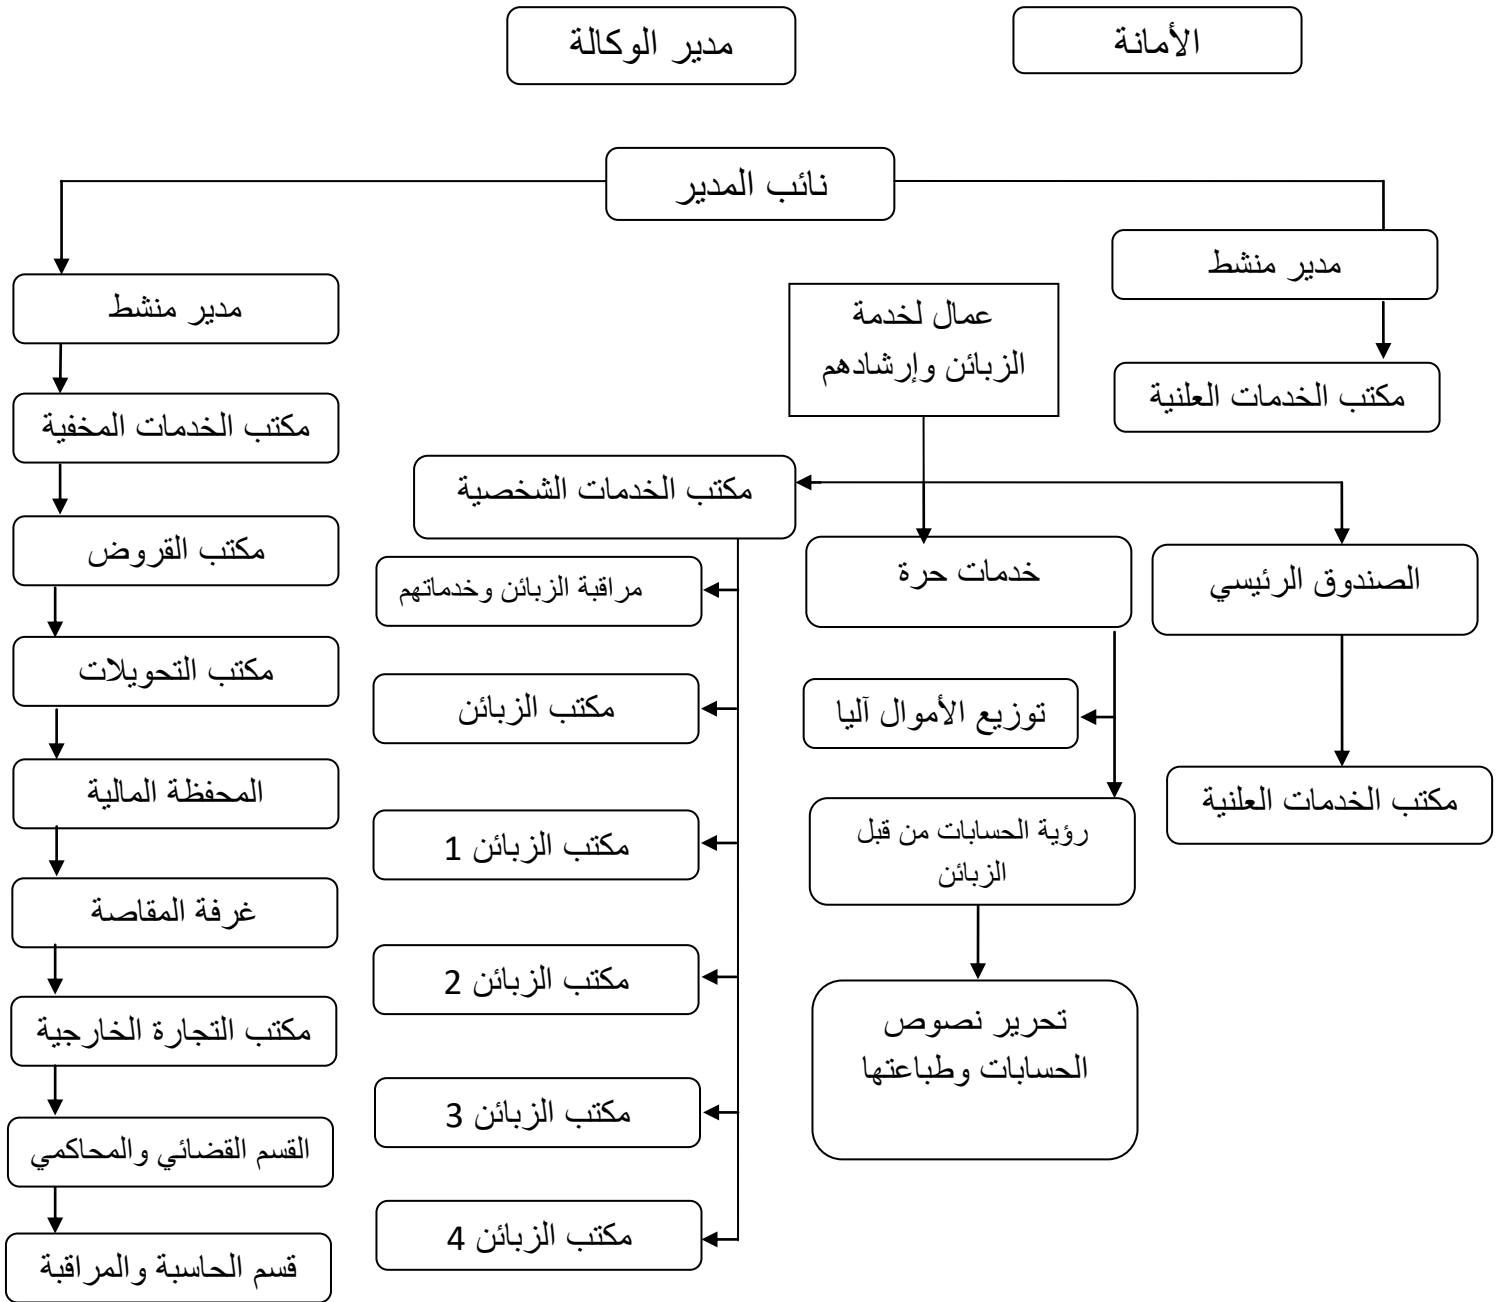 الأمانة
مدير الوكالة
نائب المدير
مدير منشط
مكتب الخدمات العلنية
عمال لخدمة
الزبائن وإرشادهم
الصندوق الرئيسي
مكتب الخدمات العلنية
خدمات حرة
توزيع الأموال آليا
رؤية الحسابات من قبل
الزبائن
تحرير نصوص
الحسابات وطباعتها
مكتب الخدمات الشخصية
مراقبة الزبائن وخدماتهم
مكتب الزبائن
مكتب الزبائن 1
مكتب الزبائن 2
مكتب الزبائن 3
مكتب الزبائن 4
مدير منشط
مكتب الخدمات المخفية
مكتب القروض
مكتب التحويلات
المحفظة المالية
غرفة المقاصة
مكتب التجارة الخارجية
القسم القضائي والمحاكمي
قسم الحاسبة والمراقبة